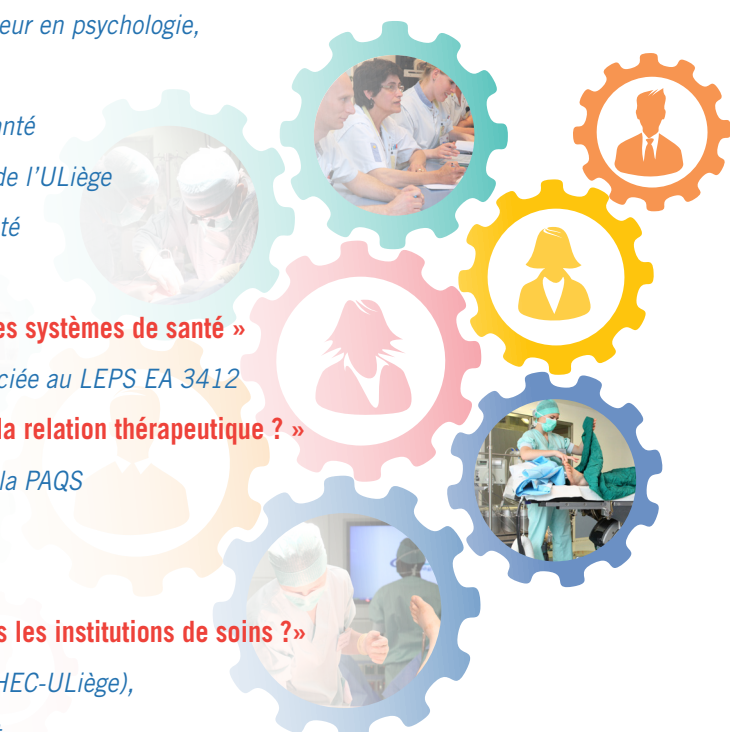 eur en psychologie,
anté
de l’ULiège
té
es systèmes de santé »
ciée au LEPS EA 3412
la relation thérapeutique ? »
la PAQS
s les institutions de soins ?»
HEC-ULiège),